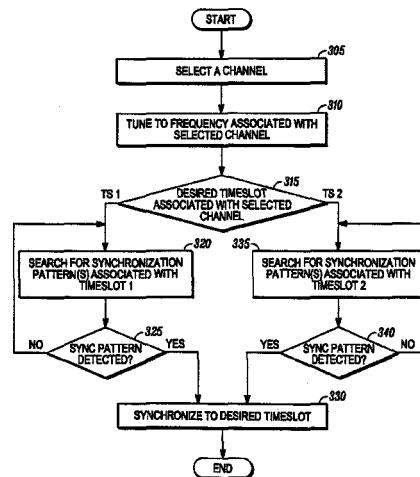 START
305
SELECT A CHANNEL
310
TUNE TO FREQUENCY ASSOCIATED WITH
SELECTED CHANNEL
315
TS 1
DESIRED TIMESLOT
ASSOCIATED WITH SELECTED
CHANNEL
TS 2
320
SEARCH FOR SYNCHRONIZATION
PATTERN(S) ASSOCIATED WITH
TIMESLOT 1
335
SEARCH FOR SYNCHRONIZATION
PATTERN(S) ASSOCIATED WITH
TIMESLOT 2
325
NO
SYNC PATTERN
DETECTED?
YES
340
YES
SYNC PATTERN
DETECTED?
NO
330
SYNCHRONIZE TO DESIRED TIMESLOT
END